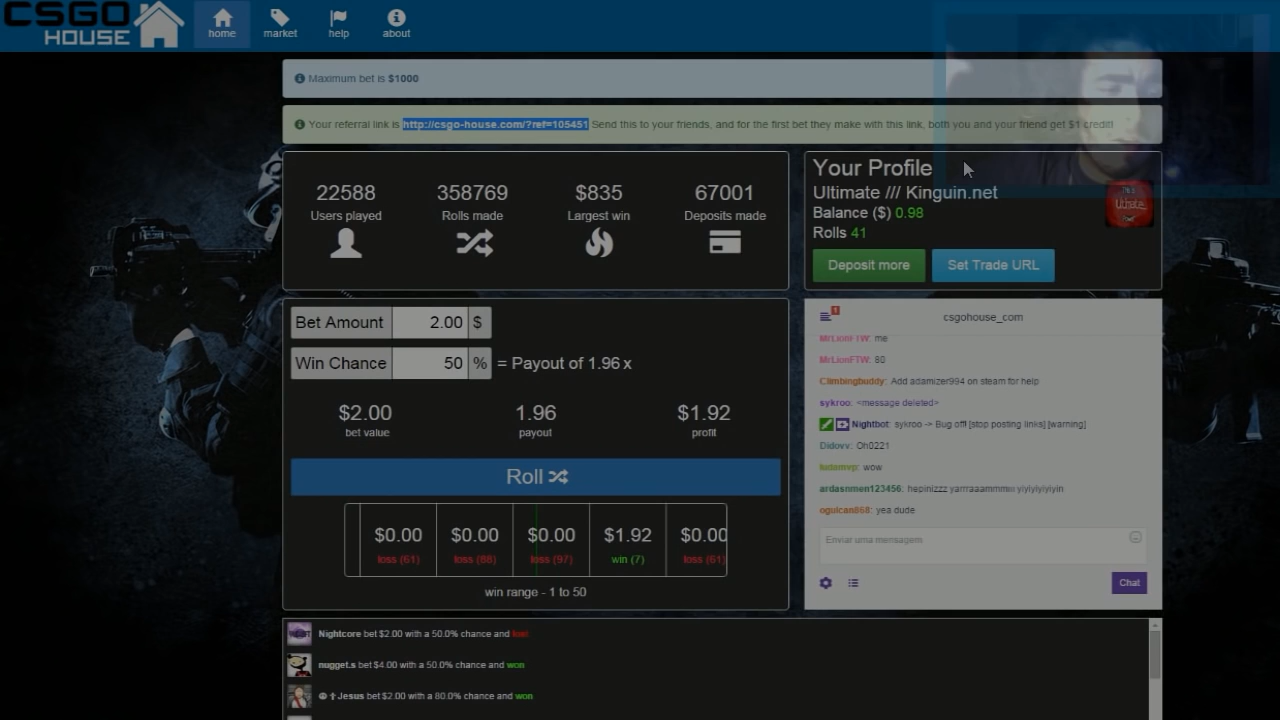 CSGO
HOUSE
home
market
help
about
Maximum bet is $1000
Your referral link is http://csgo-house.com/?ref=105451 Send this to your friends, and for the first bet they make with this link, both you and your friend get $1 credit!
22588
Users played
358769
Rolls made
$835
Largest win
67001
Deposits made
Your Profile
Ultimate /// Kinguin.net
Balance ($) 0.98
Rolls 41
Deposit more
Set Trade URL
Bet Amount 2.00 $
Win Chance 50 % = Payout of 1.96 x
$2.00
bet value
1.96
payout
$1.92
profit
Roll
$0.00
loss (61)
$0.00
loss (88)
$0.00
loss (97)
$1.92
win (7)
$0.00
loss (61)
win range - 1 to 50
1
csgohouse_com
MrLionFTW: me
MrLionFTW: 80
Climbingbuddy: Add adamizer994 on steam for help
sykroo: <message deleted>
Nightbot: sykroo -> Bug off! [stop posting links] [warning]
Didovv: Oh0221
wow
ardasnmen123456:
yea dude
Enviar uma mensagem
Chat
Nightcore bet $2.00 with a 50.0% chance and lost
nugget.s bet $4.00 with a 50.0% chance and won
Jesus bet $2.00 with a 80.0% chance and won